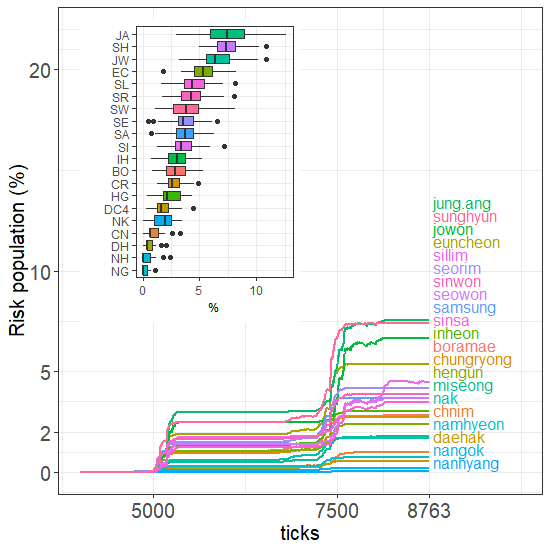 Risk population (%)
20
10
5
2
0
JA
SH
JW
EC
SL
SR
SW
SE
SA
SI
IH
BO
CR
HG
DC4
NK
CN
DH
NH
NG
0
5
10
%
jung.ang
sunghyun
jowon
euncheon
sillim
seorim
sinwon
seowon
samsung
sinsa
inheon
boramae
chungryong
hengun
miseong
nak
chnim
namhyeon
daehak
nangok
nanhyang
5000
7500
8763
ticks